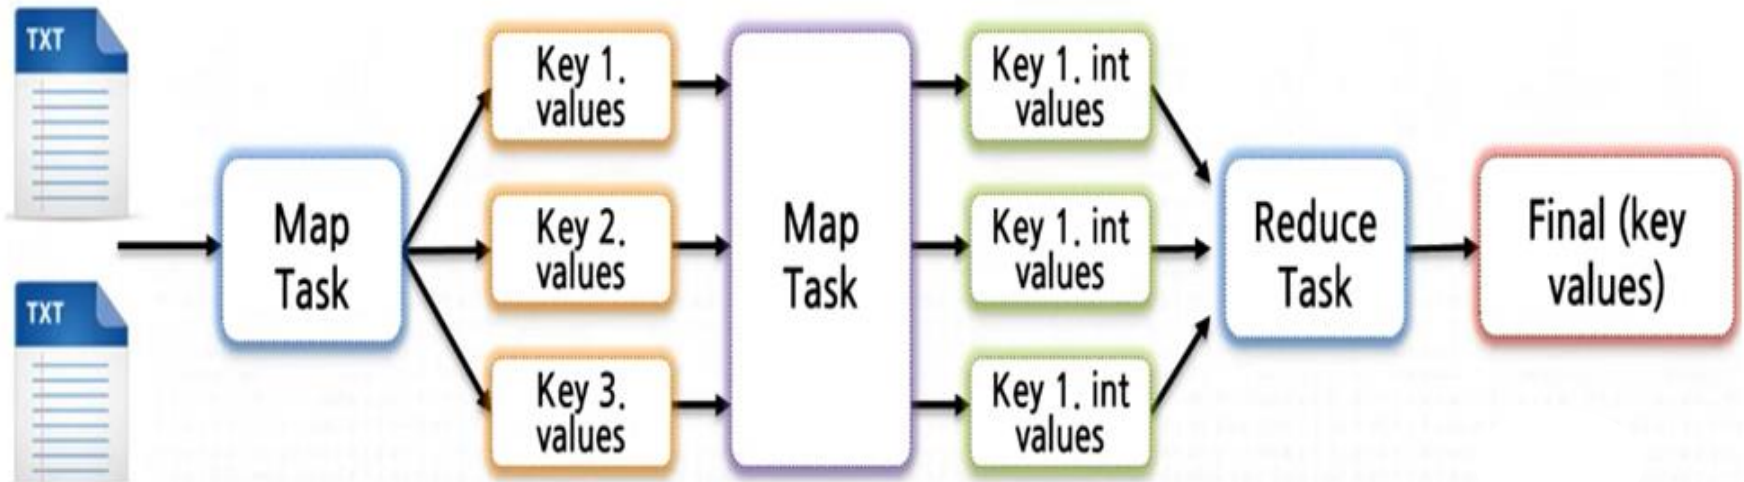 TXT
TXT
Map
Task
Key 1.
values
Key 2.
values
Key 3.
values
Map
Task
Key 1. int
values
Key 1. int
values
Key 1. int
values
Reduce
Task
Final (key
values)